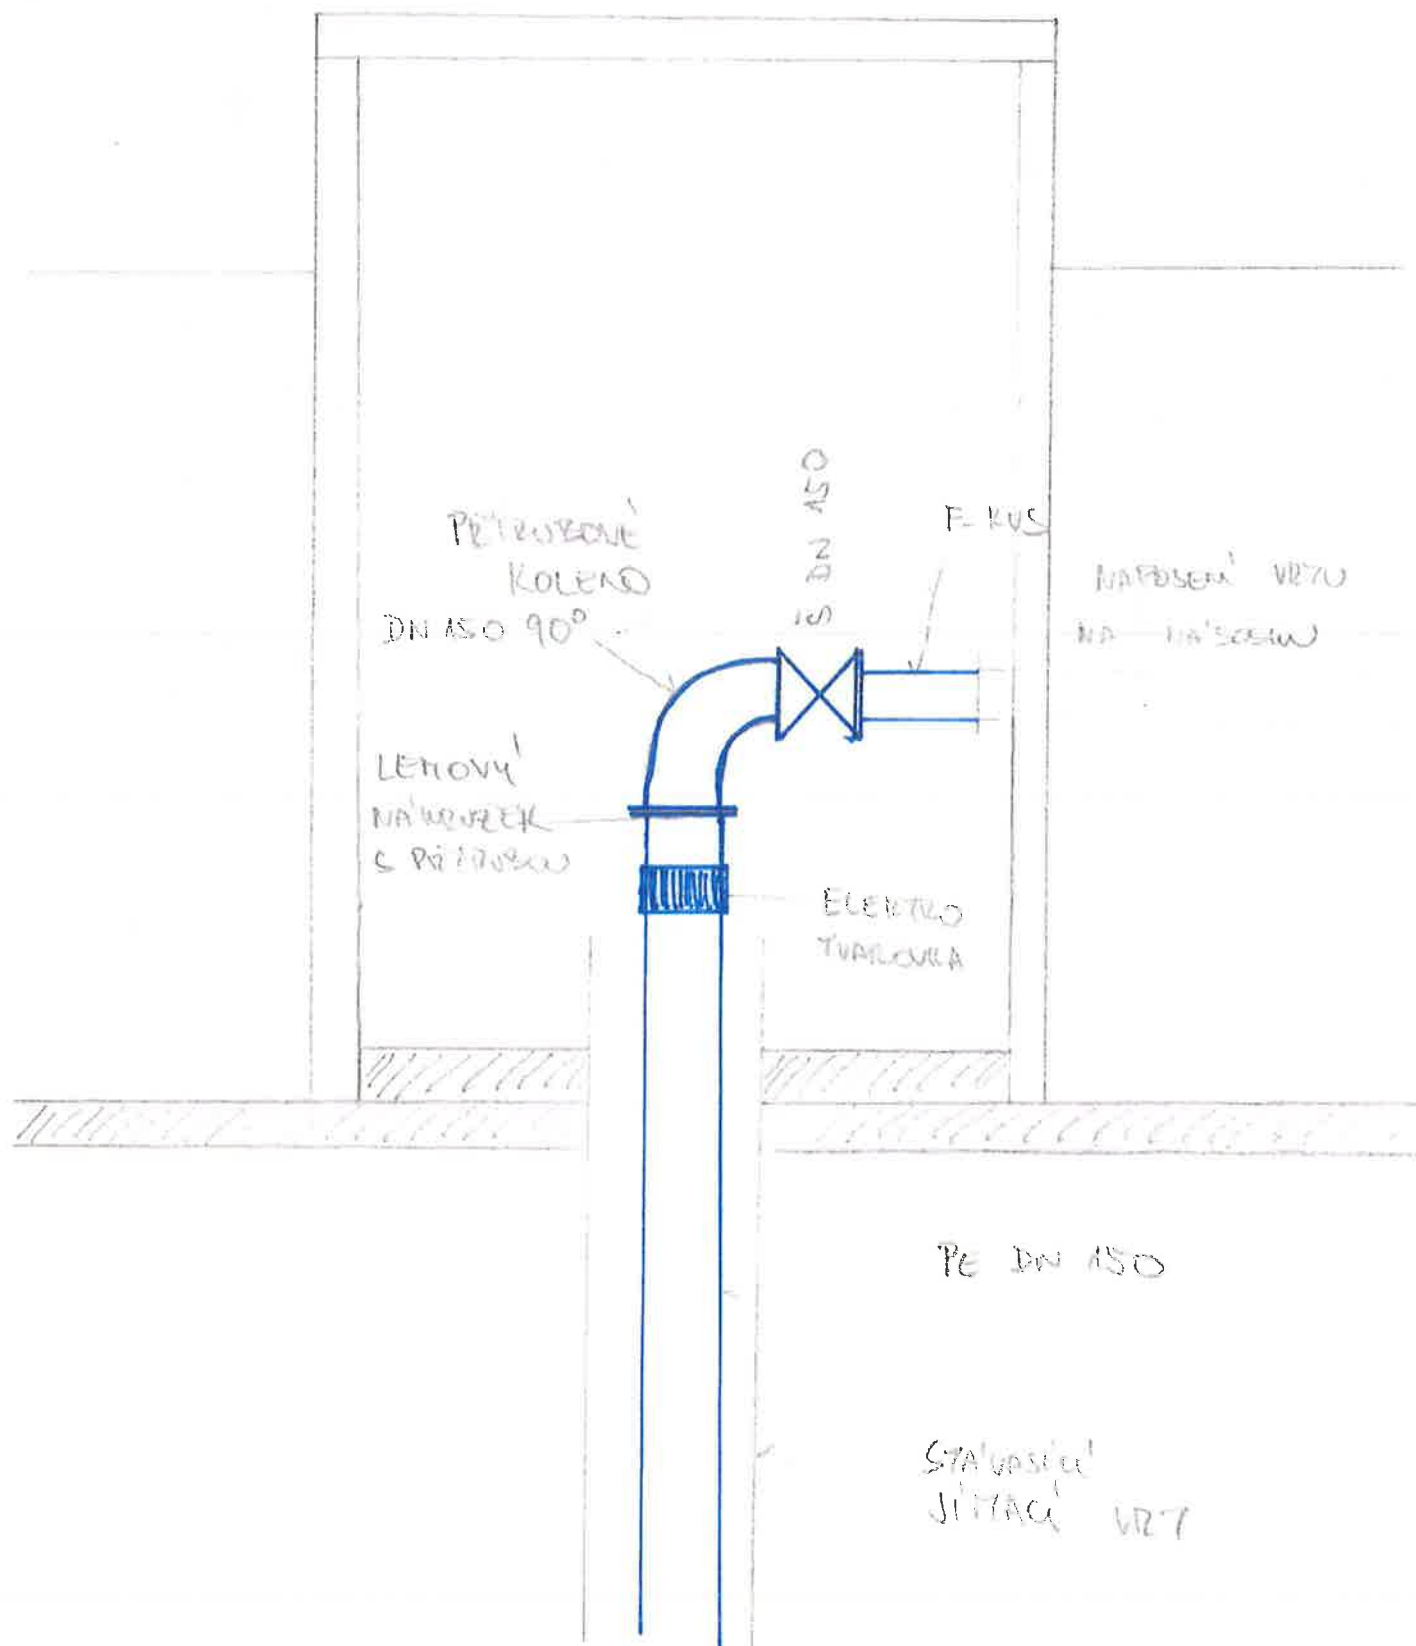 PŘÍRUBOVÉ
KOLENO
DN 150 90°
Š DN 150
F-KUS
NAPOJENÍ VRTU
NA NÁSOSKU
LEMOVÝ
NÁKRUŽEK
S PŘÍRUBOU
ELEKTRO
TVAROVKA
PE DN 150
STÁVAJÍCÍ
JÍMACÍ VRT